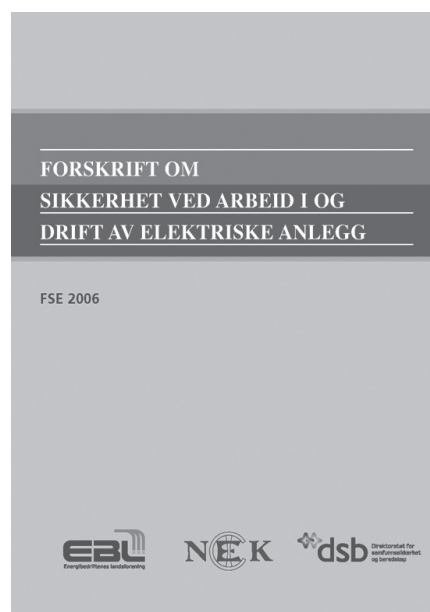 FORSKRIFT OM
SIKKERHET VED ARBEID I OG
DRIFT AV ELEKTRISKE ANLEGG
FSE 2006
EBL
Energibedriftenes landsforening
NEK
dsb
Direktoratet for
samfunnssikkerhet
og beredskap